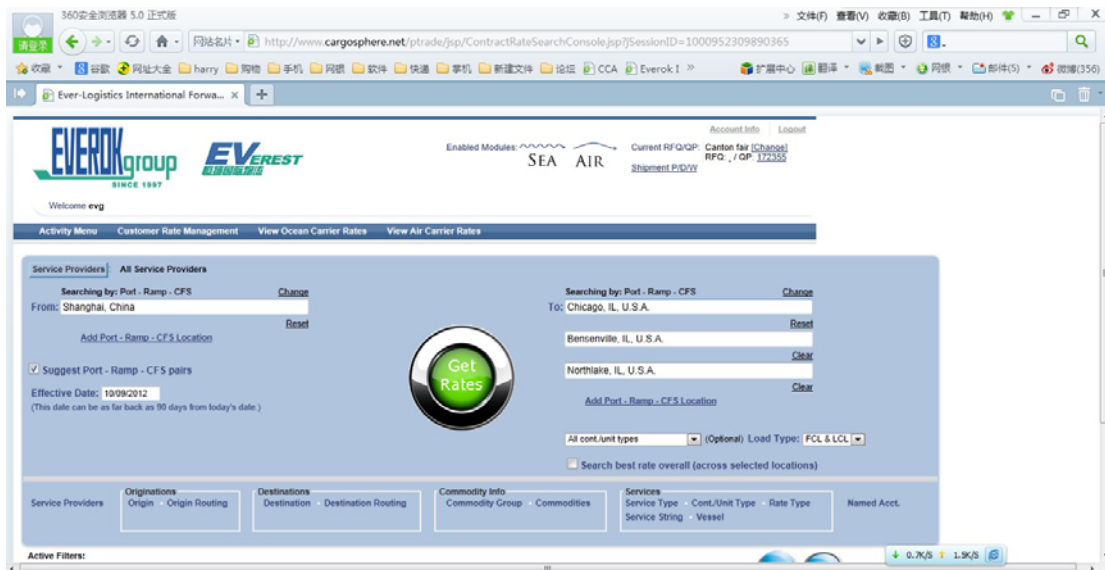 360安全浏览器 5.0 正式版
» 文件(F) 查看(V) 收藏(B) 工具(T) 帮助(H)
请登录 网站名片 http://www.cargosphere.net/ptrade/jsp/ContractRateSearchConsole.jsp?jSessionID=1000952309890365
收藏 谷歌 网址大全 harry 购物 手机 网银 软件 快递 掌机 新建文件 论坛 CCA Everok I » 扩展中心 翻译 截图 网银 邮件(5) 微博(356)
Ever-Logistics International Forwa...
EVEROK group
SINCE 1997
EVEREST
Enabled Modules:
SEA AIR
Account Info Logout
Current RFQ/QP: Canton fair [Change]
RFQ: , / QP: 172355
Shipment P/D/W
Welcome evg
Activity Menu Customer Rate Management View Ocean Carrier Rates View Air Carrier Rates
Service Providers: All Service Providers
Searching by: Port - Ramp - CFS Change
From: Shanghai, China
Reset
Add Port - Ramp - CFS Location
Suggest Port - Ramp - CFS pairs
Effective Date: 10/09/2012
(This date can be as far back as 90 days from today's date.)
Get
Rates
Searching by: Port - Ramp - CFS Change
To: Chicago, IL, U.S.A.
Reset
Bensenville, IL, U.S.A.
Clear
Northlake, IL, U.S.A.
Clear
Add Port - Ramp - CFS Location
All cont./unit types (Optional) Load Type: FCL & LCL
Search best rate overall (across selected locations)
Service Providers
Originations
Origin - Origin Routing
Destinations
Destination - Destination Routing
Commodity Info
Commodity Group - Commodities
Services
Service Type - Cont./Unit Type - Rate Type
Service String - Vessel
Named Acct.
Active Filters:
0.7K/S 1.5K/S